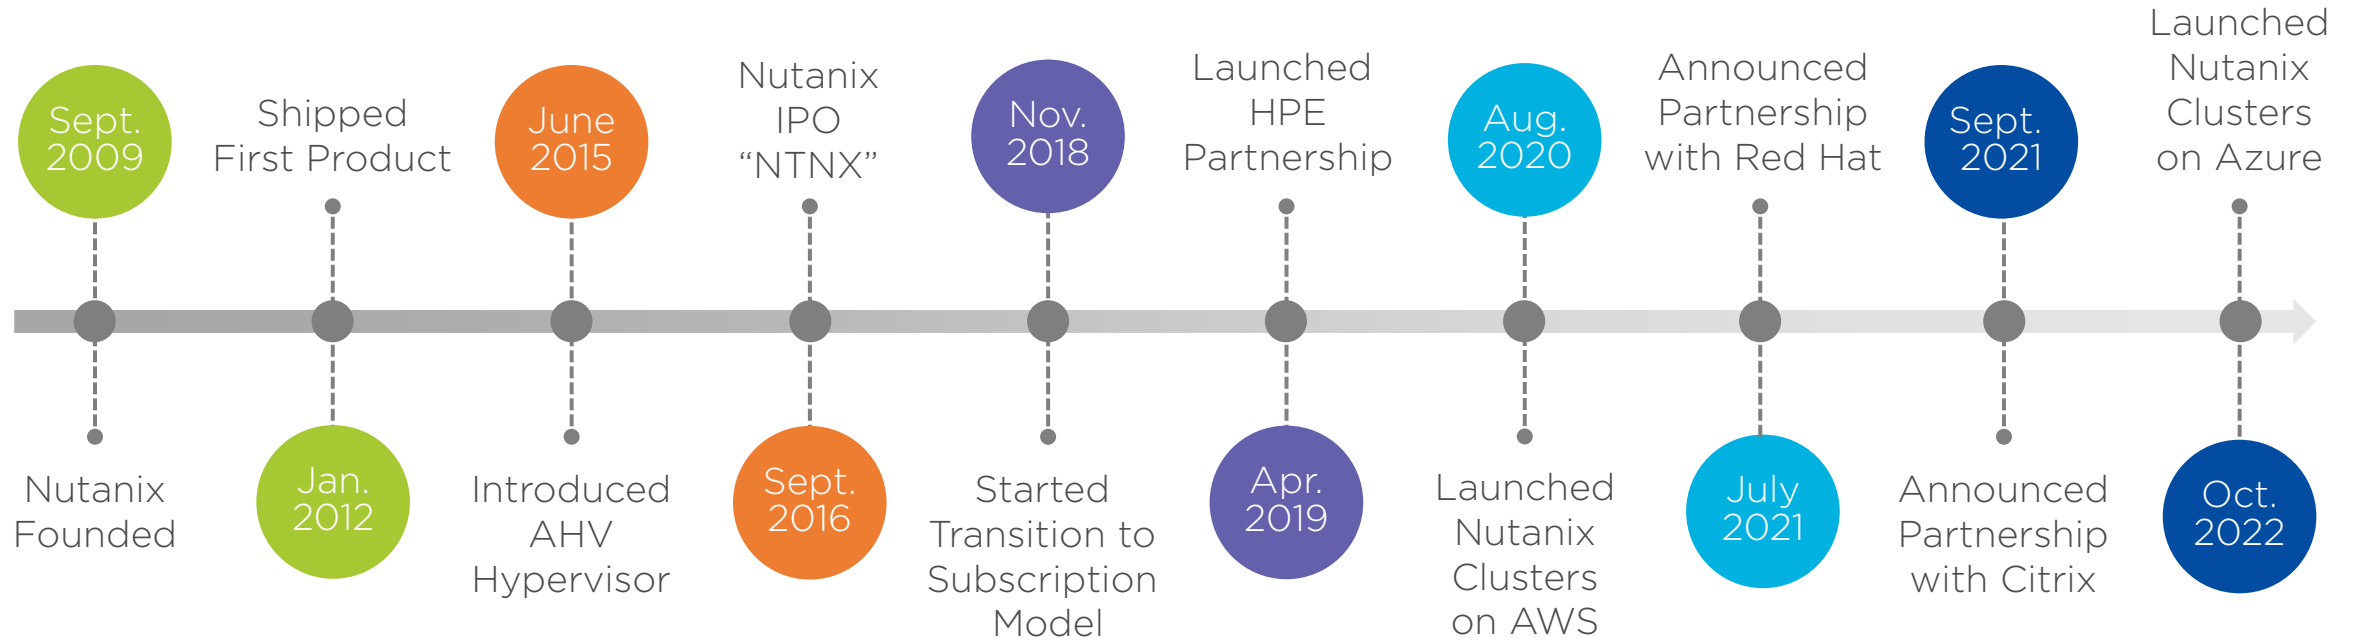 Sept.
2009
Nutanix
Founded
Shipped
First Product
Jan.
2012
June
2015
Introduced
AHV
Hypervisor
Nutanix
IPO
“NTNX”
Sept.
2016
Nov.
2018
Started
Transition to
Subscription
Model
Launched
HPE
Partnership
Apr.
2019
Aug.
2020
Launched
Nutanix
Clusters
on AWS
Announced
Partnership
with Red Hat
July
2021
Sept.
2021
Announced
Partnership
with Citrix
Launched
Nutanix
Clusters
on Azure
Oct.
2022